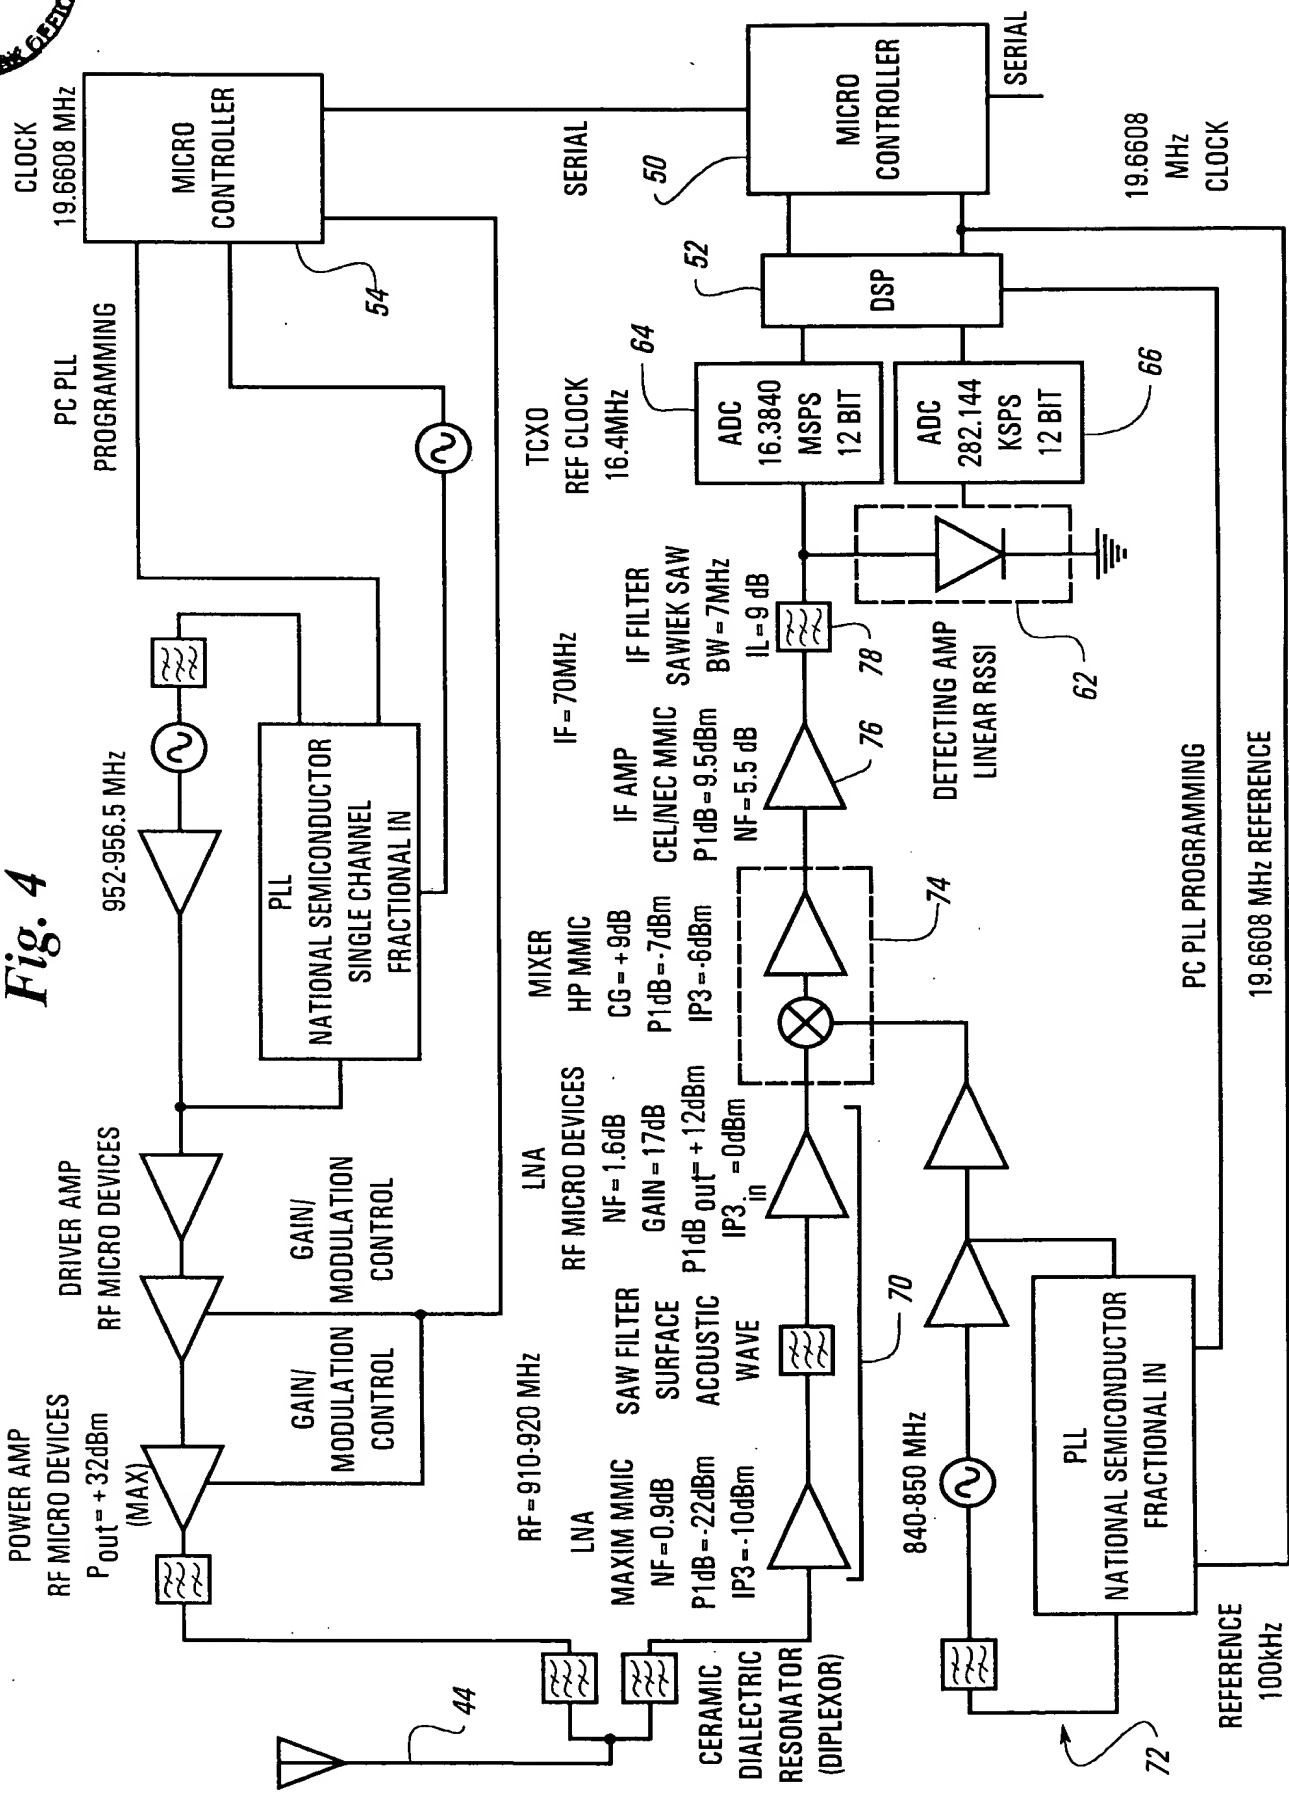 Fig. 4
POWER AMP
RF MICRO DEVICES
Pout= +32dBm
(MAX)
DRIVER AMP
RF MICRO DEVICES
952-956.5 MHz
PC PLL
PROGRAMMING
CLOCK
19.6608 MHz
MICRO
CONTROLLER
54
GAIN/
MODULATION
CONTROL
GAIN/
MODULATION
CONTROL
PLL
NATIONAL SEMICONDUCTOR
SINGLE CHANNEL
FRACTIONAL IN
44
RF=910-920 MHz
IF=70MHz
SERIAL
LNA
MAXIM MMIC
NF=0.9dB
P1dB=-22dBm
IP3=-10dBm
SAW FILTER
SURFACE
ACOUSTIC
WAVE
LNA
RF MICRO DEVICES
NF=1.6dB
GAIN=17dB
P1dB out= +12dBm
IP3 in =0dBm
MIXER
HP MMIC
CG=+9dB
P1dB=-7dBm
IP3=-6dBm
IF AMP
CEL/NEC MMIC
P1dB=9.5dBm
NF=5.5 dB
IF FILTER
SAWIEK SAW
BW=7MHz
IL=9 dB
TCXO
REF CLOCK
16.4MHz
64
52
50
ADC
16.3840
MSPS
12 BIT
DSP
MICRO
CONTROLLER
SERIAL
ADC
282.144
KSPS
12 BIT
66
CERAMIC
DIALECTRIC
RESONATOR
(DIPLEXOR)
70
74
76
78
DETECTING AMP
LINEAR RSSI
62
19.6608
MHz
CLOCK
840-850 MHz
PLL
NATIONAL SEMICONDUCTOR
FRACTIONAL IN
PC PLL PROGRAMMING
19.6608 MHz REFERENCE
REFERENCE
100kHz
72